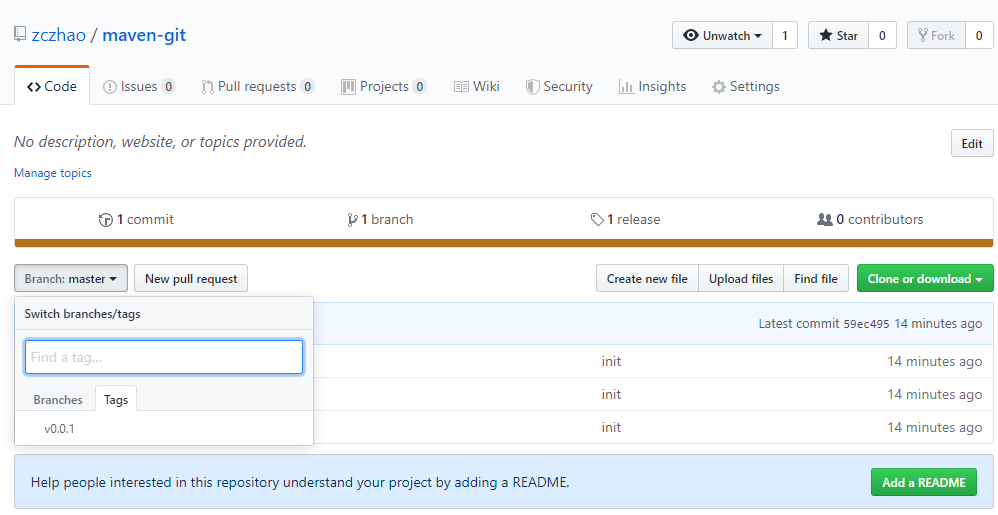 zczhao / maven-git
Unwatch 1 Star 0 Fork 0
Code Issues 0 Pull requests 0 Projects 0 Wiki Security Insights Settings
No description, website, or topics provided.
Edit
Manage topics
1 commit 1 branch 1 release 0 contributors
Branch: master New pull request Create new file Upload files Find file Clone or download
Switch branches/tags
Latest commit 59ec495 14 minutes ago
Find a tag...
init 14 minutes ago
init 14 minutes ago
Branches Tags
init 14 minutes ago
v0.0.1
Help people interested in this repository understand your project by adding a README.
Add a README